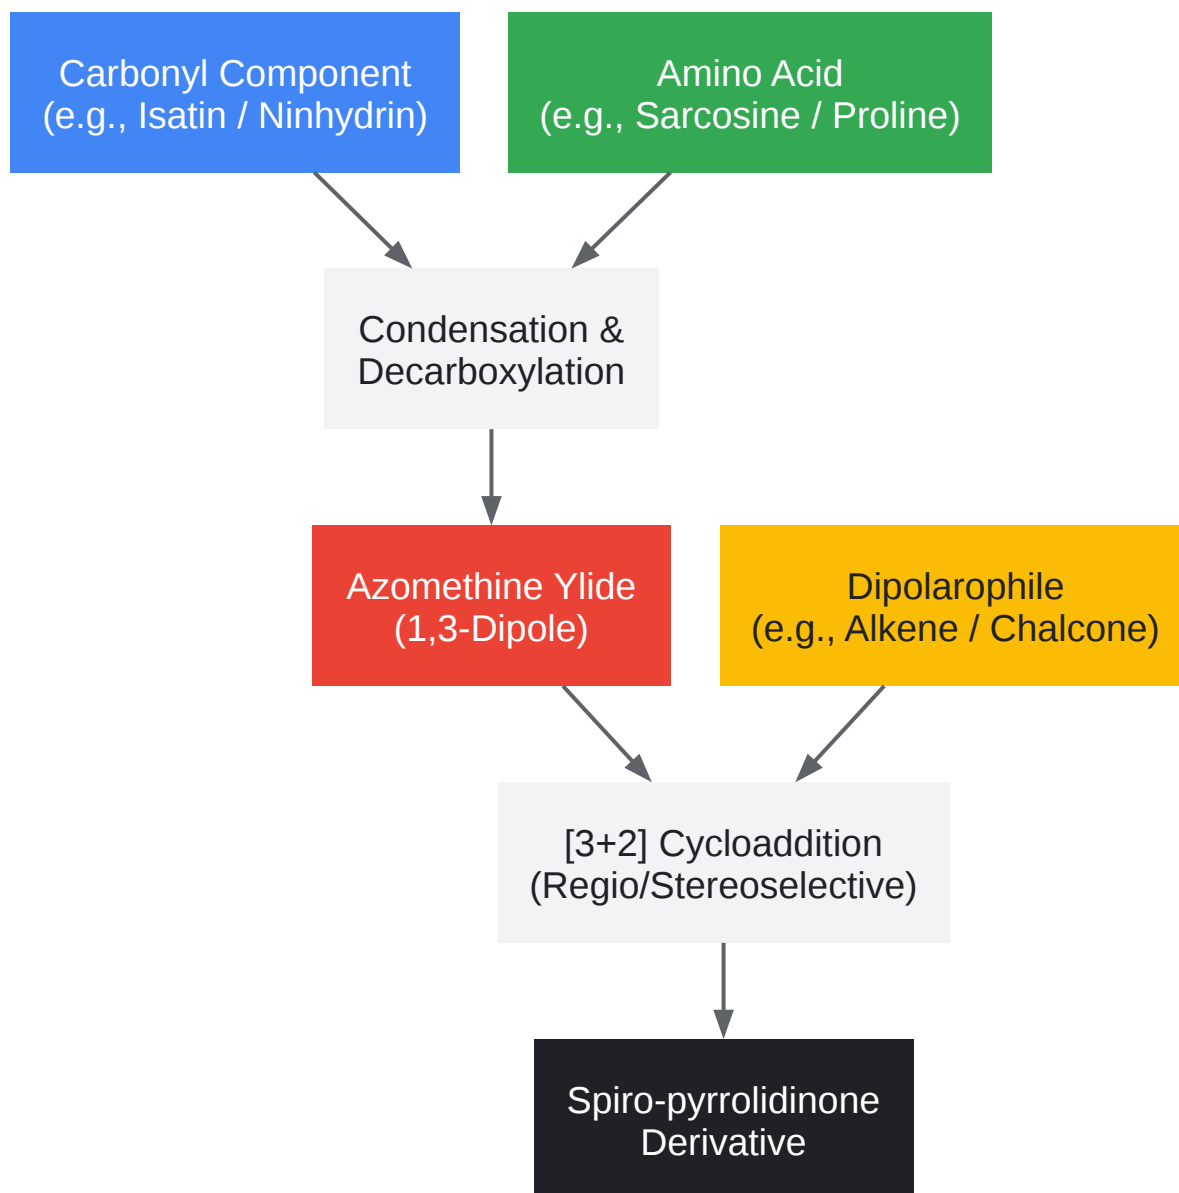 Carbonyl Component
(e.g., Isatin / Ninhydrin)
Amino Acid
(e.g., Sarcosine / Proline)
Condensation &
Decarboxylation
Azomethine Ylide
(1,3-Dipole)
Dipolarophile
(e.g., Alkene / Chalcone)
[3+2] Cycloaddition
(Regio/Stereoselective)
Spiro-pyrrolidinone
Derivative